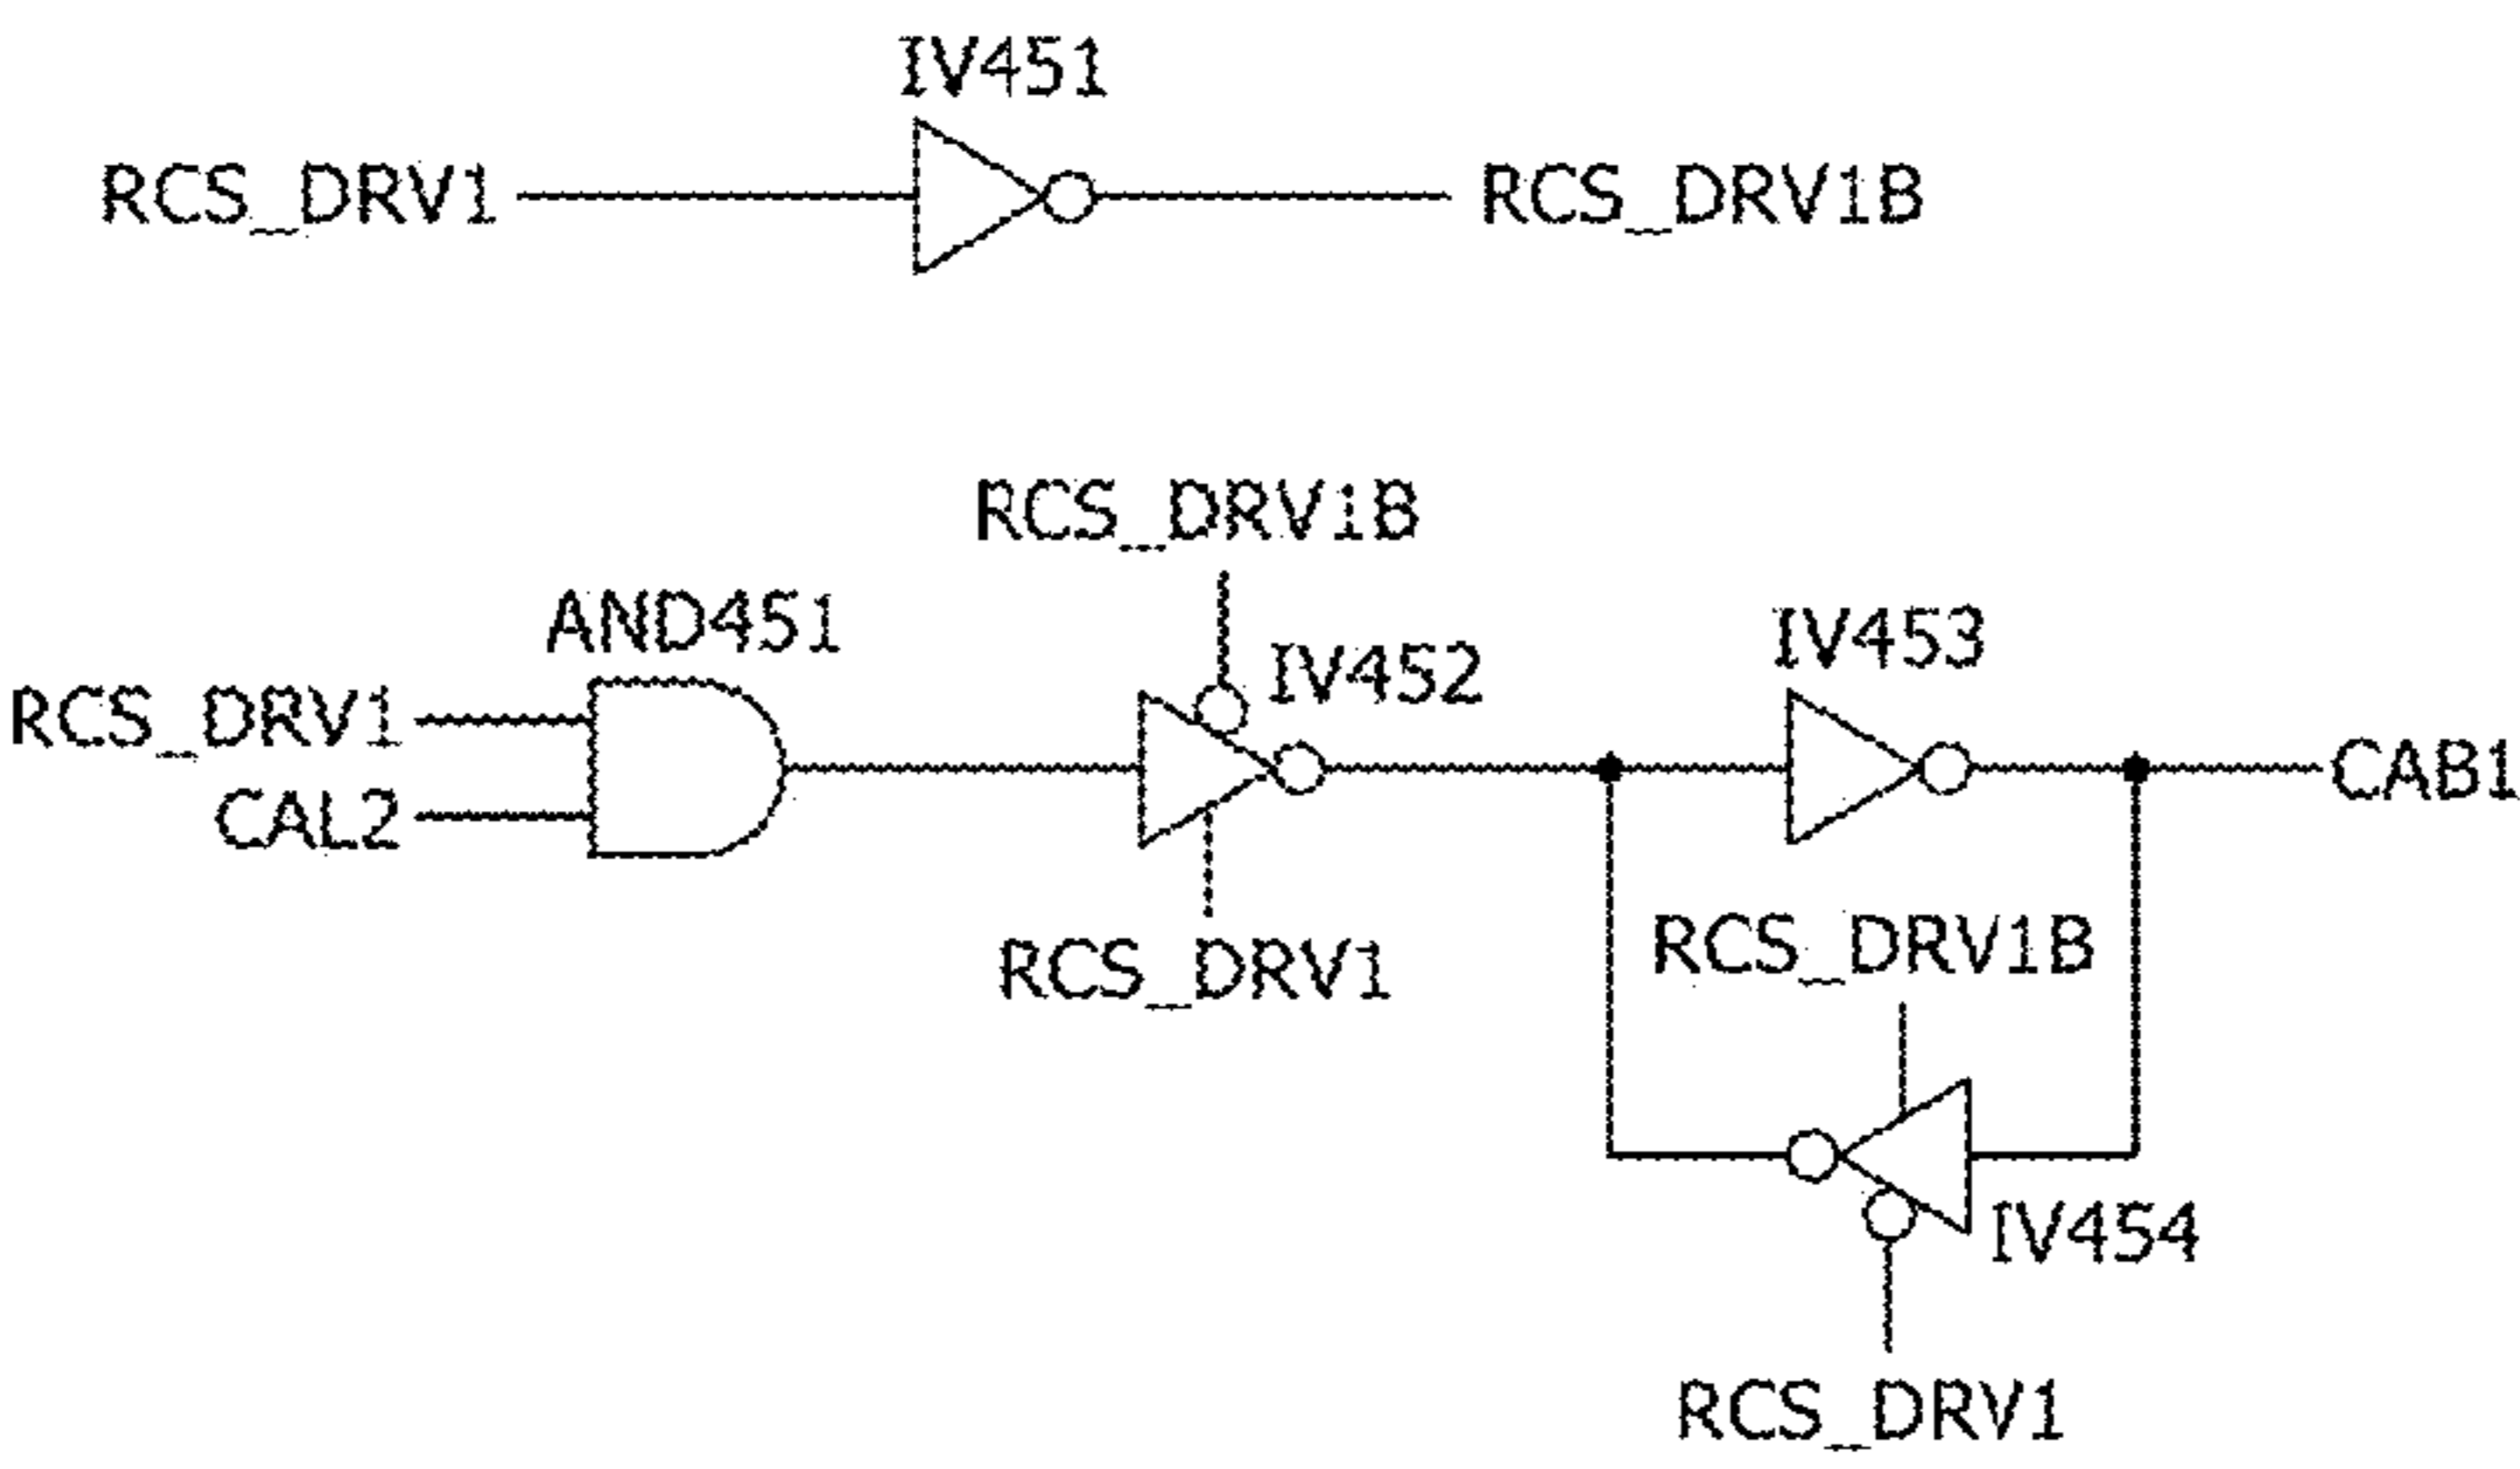 IV451
RCS_DRV1
RCS_DRV1B
RCS_DRV1B
AND451
IV452
IV453
RCS_DRV1
CAL2
CAB1
RCS_DRV1
RCS_DRV1B
IV454
RCS_DRV1